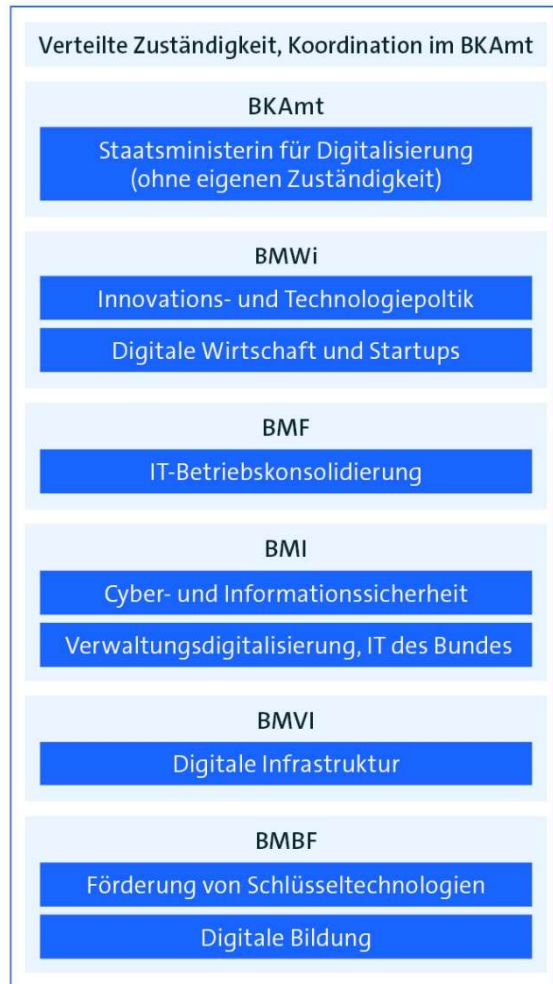 Verteilte Zuständigkeit, Koordination im BKAmt
BKAmt
Staatsministerin für Digitalisierung
(ohne eigenen Zuständigkeit)
BMWi
Innovations- und Technologiepoltik
Digitale Wirtschaft und Startups
BMF
IT-Betriebskonsolidierung
BMI
Cyber- und Informationssicherheit
Verwaltungsdigitalisierung, IT des Bundes
BMVI
Digitale Infrastruktur
BMBF
Förderung von Schlüsseltechnologien
Digitale Bildung